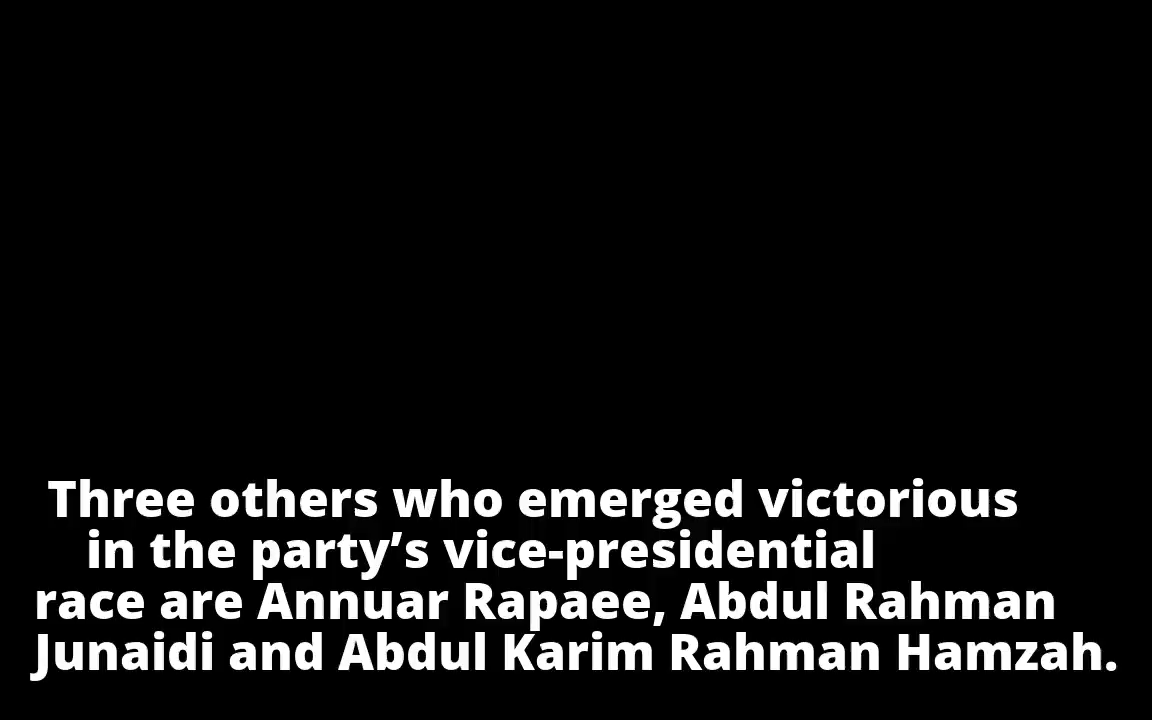 Three others who emerged victorious
in the party’s vice-presidential
race are Annuar Rapaee, Abdul Rahman
Junaidi and Abdul Karim Rahman Hamzah.